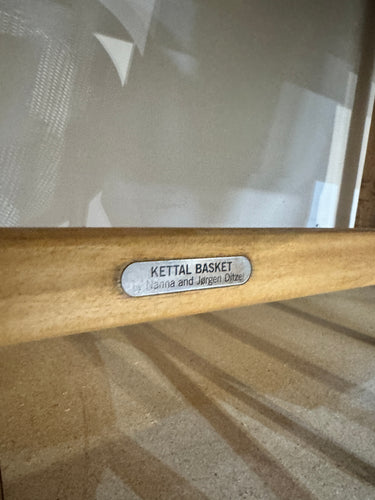 KETTAL BASKET
by Nanna and Jørgen Ditzel